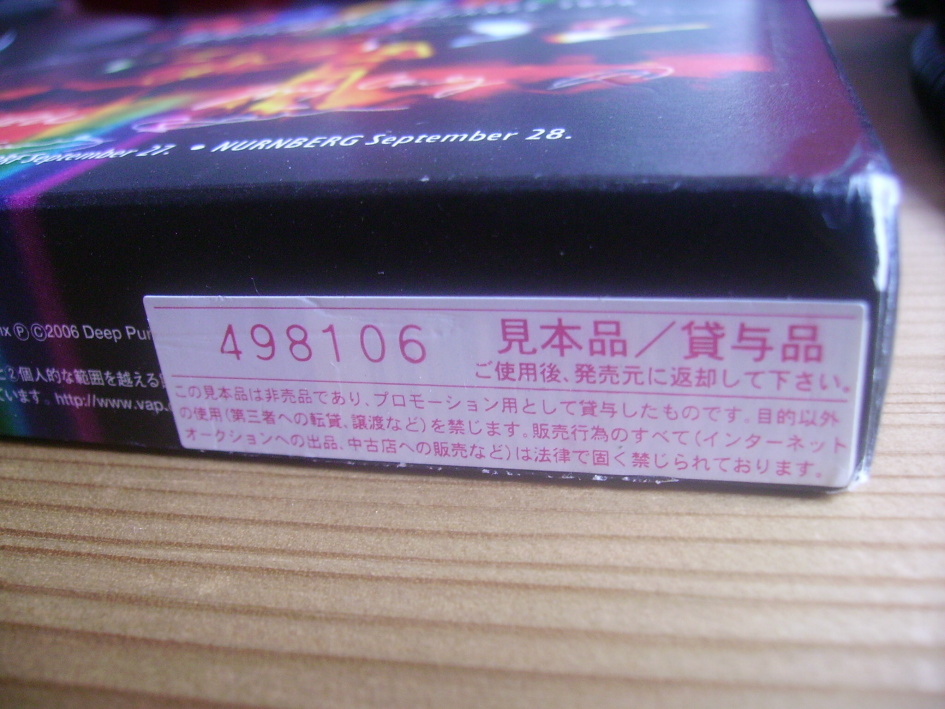 September 27. • NURNBERG September 28.
℗©2006 Deep Pur
498106
見本品／貸与品
ご使用後、発売元に返却して下さい。
この見本品は非売品であり、プロモーション用として貸与したものです。目的以外
の使用(第三者への転貸、譲渡など)を禁じます。販売行為のすべて(インターネット
オークションへの出品、中古店への販売など)は法律で固く禁じられております。
2個人的な範囲を越える
ています。http://www.vap.